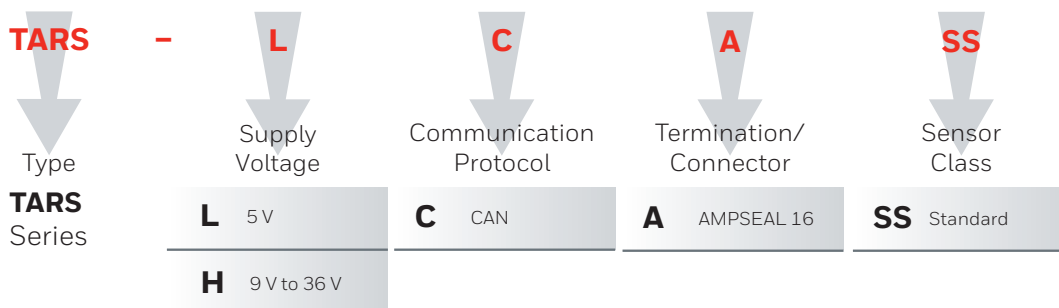 TARS – L C A SS
Type
Supply
Voltage
Communication
Protocol
Termination/
Connector
Sensor
Class
TARS
Series
L 5 V
C CAN
A AMPSEAL 16
SS Standard
H 9 V to 36 V